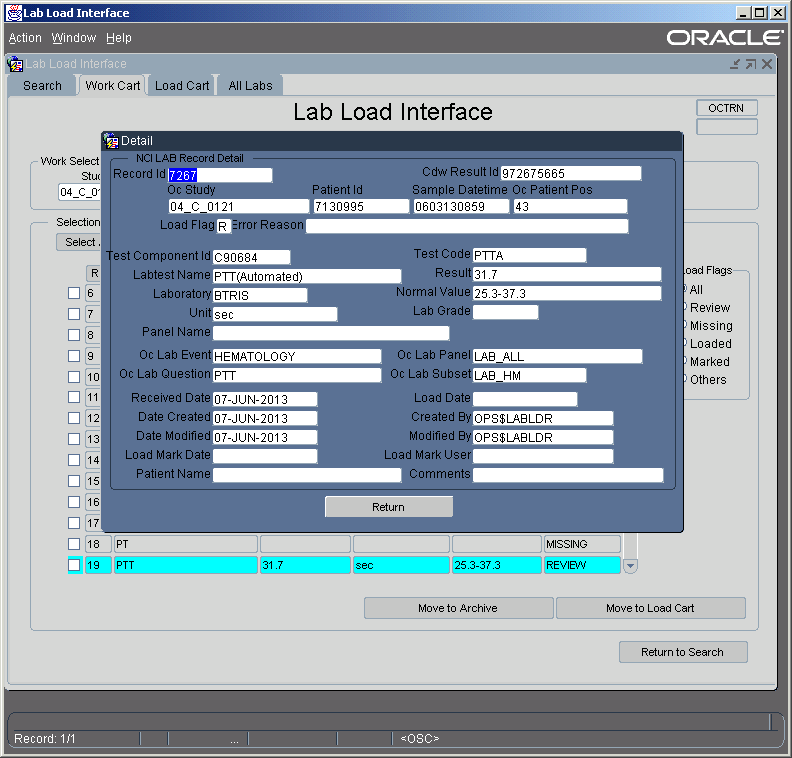 Lab Load Interface
Action Window Help
ORACLE
Lab Load Interface
Search Work Cart Load Cart All Labs
Lab Load Interface
OCTRN
Detail
Work Select
04_C_01
Selection
Select
R
6
7
8
9
10
11
12
13
14
15
16
17
NCI LAB Record Detail
Record Id 7267 Cdw Result Id 972675665
Oc Study Patient Id Sample Datetime Oc Patient Pos
04_C_0121 7130995 0603130859 43
Load Flag R Error Reason
Test Component Id C90684 Test Code PTTA
Labtest Name PTT(Automated) Result 31.7
Laboratory BTRIS Normal Value 25.3-37.3
Unit sec Lab Grade
Panel Name
Oc Lab Event HEMATOLOGY Oc Lab Panel LAB_ALL
Oc Lab Question PTT Oc Lab Subset LAB_HM
Received Date 07-JUN-2013 Load Date
Date Created 07-JUN-2013 Created By OPS$LABLDR
Date Modified 07-JUN-2013 Modified By OPS$LABLDR
Load Mark Date Load Mark User
Patient Name Comments
Return
Load Flags
All
Review
Missing
Loaded
Marked
Others
18 PT MISSING
19 PTT 31.7 sec 25.3-37.3 REVIEW
Move to Archive Move to Load Cart
Return to Search
Record: 1/1 ... <OSC>